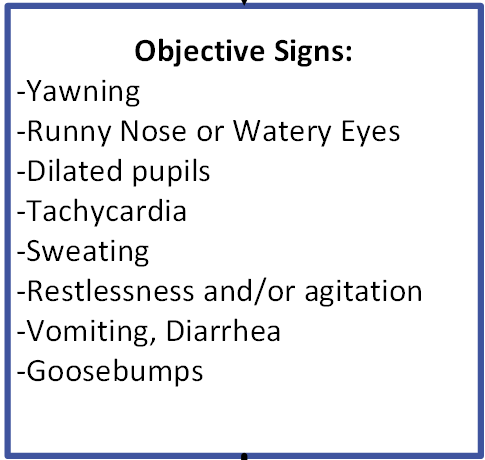 Objective Signs:
-Yawning
-Runny Nose or Watery Eyes
-Dilated pupils
-Tachycardia
-Sweating
-Restlessness and/or agitation
-Vomiting, Diarrhea
-Goosebumps